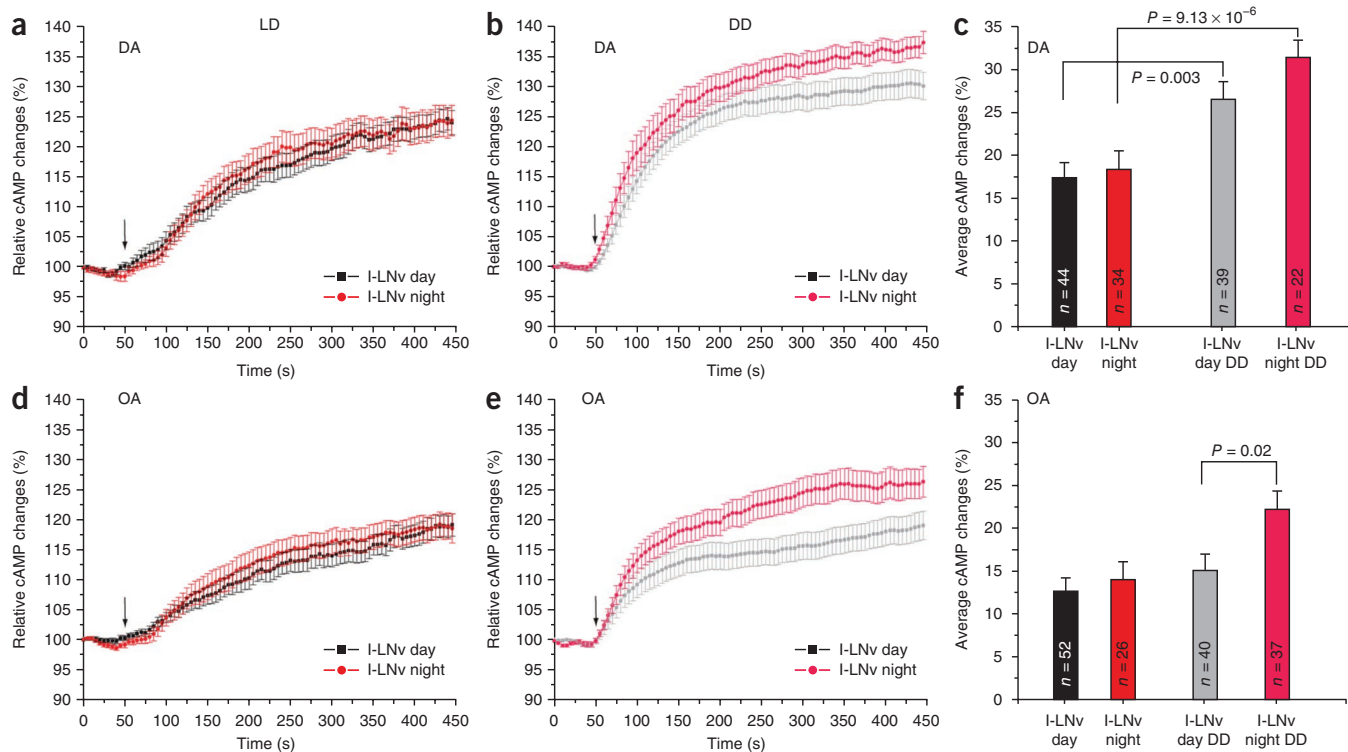 a
LD
DA
Relative cAMP changes (%)
140
135
130
125
120
115
110
105
100
95
90
l-LNv day
l-LNv night
0 50 100 150 200 250 300 350 400 450
Time (s)
b
DD
DA
Relative cAMP changes (%)
140
135
130
125
120
115
110
105
100
95
90
l-LNv day
l-LNv night
0 50 100 150 200 250 300 350 400 450
Time (s)
c
DA
P = 9.13 × 10⁻⁶
P = 0.003
Average cAMP changes (%)
35
30
25
20
15
10
5
0
n = 44
n = 34
n = 39
n = 22
l-LNv day
l-LNv night
l-LNv day DD
l-LNv night DD
d
OA
Relative cAMP changes (%)
140
135
130
125
120
115
110
105
100
95
90
l-LNv day
l-LNv night
0 50 100 150 200 250 300 350 400 450
Time (s)
e
OA
Relative cAMP changes (%)
140
135
130
125
120
115
110
105
100
95
90
l-LNv day
l-LNv night
0 50 100 150 200 250 300 350 400 450
Time (s)
f
OA
P = 0.02
Average cAMP changes (%)
35
30
25
20
15
10
5
0
n = 52
n = 26
n = 40
n = 37
l-LNv day
l-LNv night
l-LNv day DD
l-LNv night DD